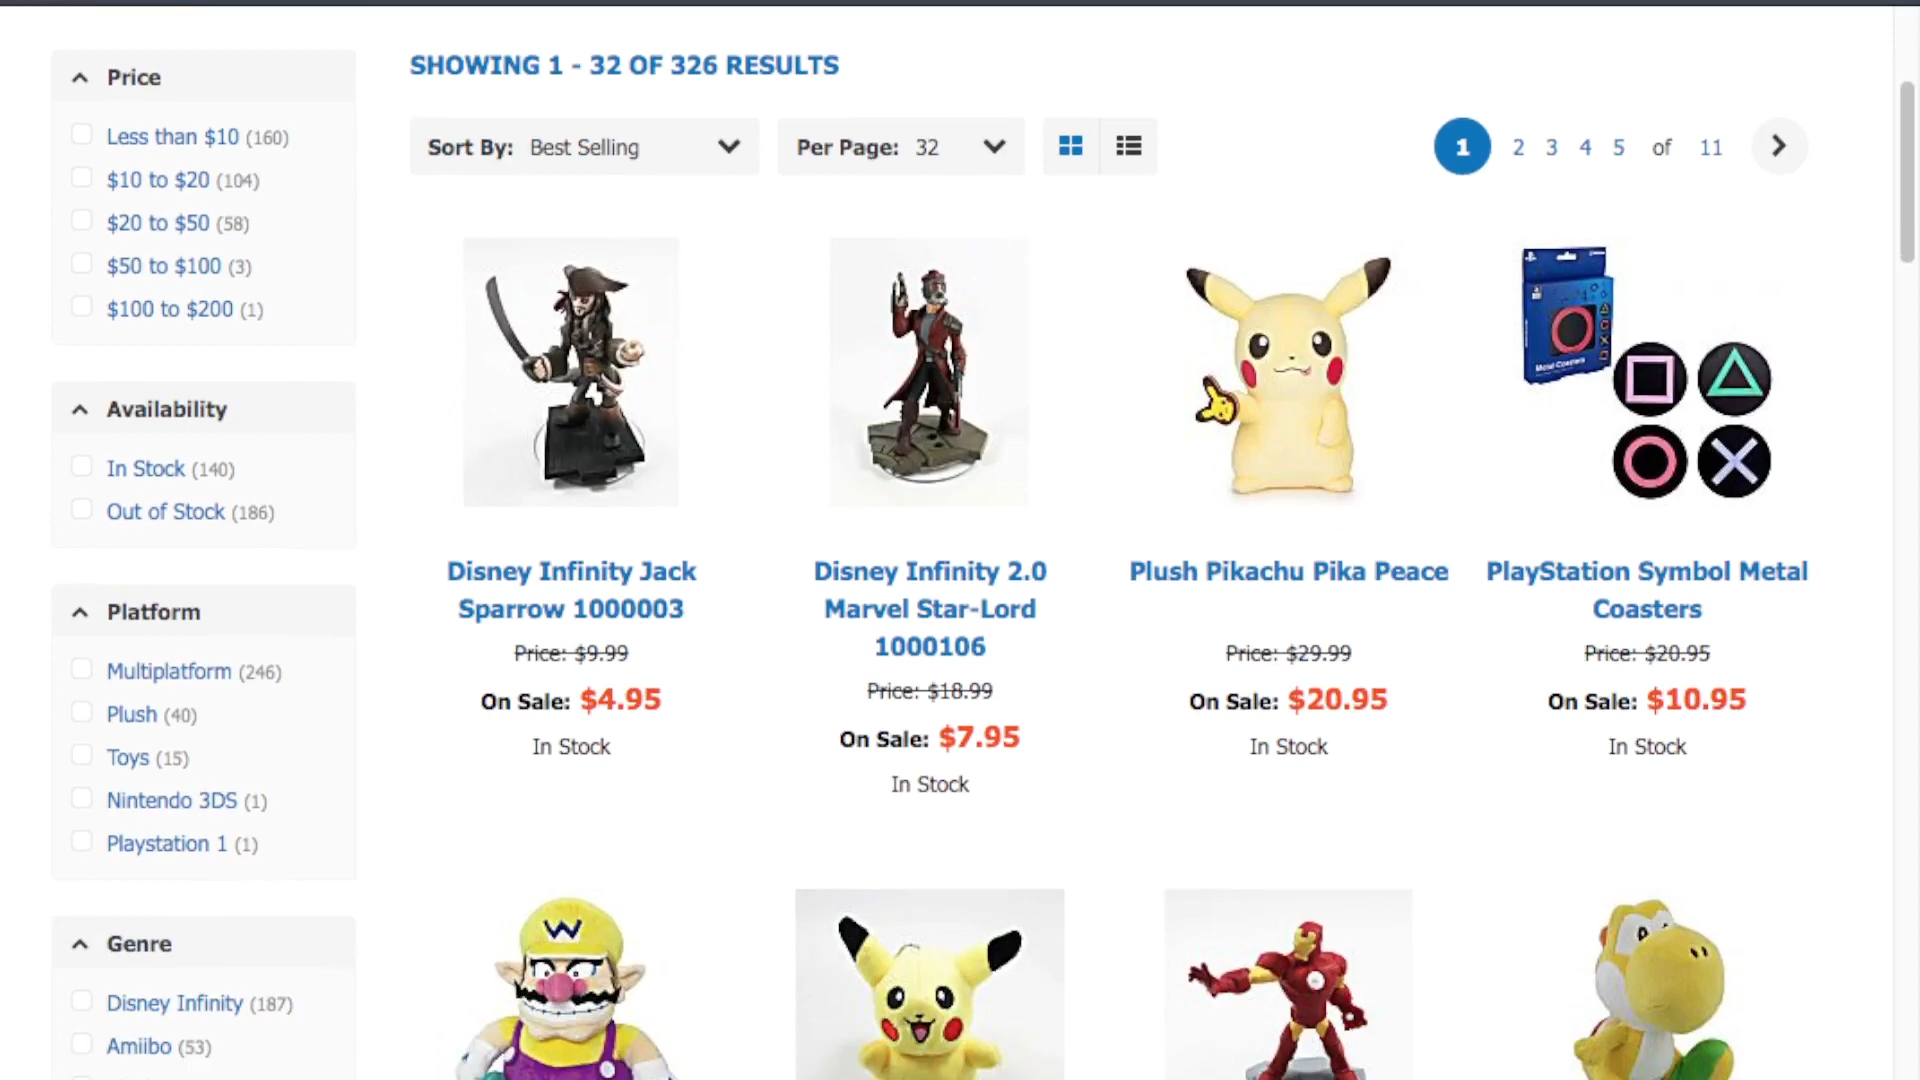 Price
Less than $10 (160)
$10 to $20 (104)
$20 to $50 (58)
$50 to $100 (3)
$100 to $200 (1)
Availability
In Stock (140)
Out of Stock (186)
Platform
Multiplatform (246)
Plush (40)
Toys (15)
Nintendo 3DS (1)
Playstation 1 (1)
Genre
Disney Infinity (187)
Amiibo (53)
SHOWING 1 - 32 OF 326 RESULTS
Sort By: Best Selling
Per Page: 32
1 2 3 4 5 of 11
Metal Coasters
Disney Infinity Jack
Sparrow 1000003
Price: $9.99
On Sale: $4.95
In Stock
Disney Infinity 2.0
Marvel Star-Lord
1000106
Price: $18.99
On Sale: $7.95
In Stock
Plush Pikachu Pika Peace
Price: $29.99
On Sale: $20.95
In Stock
PlayStation Symbol Metal
Coasters
Price: $20.95
On Sale: $10.95
In Stock
W